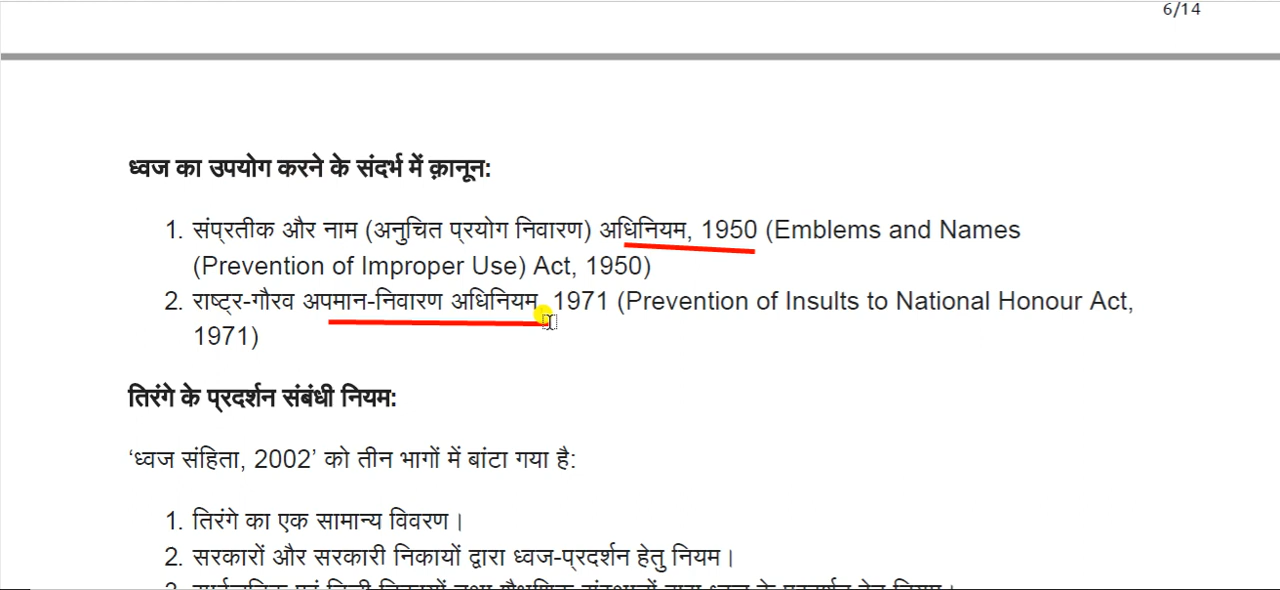 6/14
ध्वज का उपयोग करने के संदर्भ में क़ानून:
1. संप्रतीक और नाम (अनुचित प्रयोग निवारण) अधिनियम, 1950 (Emblems and Names
(Prevention of Improper Use) Act, 1950)
2. राष्ट्र-गौरव अपमान-निवारण अधिनियम, 1971 (Prevention of Insults to National Honour Act,
1971)
तिरंगे के प्रदर्शन संबंधी नियम:
‘ध्वज संहिता, 2002’ को तीन भागों में बांटा गया है:
1. तिरंगे का एक सामान्य विवरण।
2. सरकारों और सरकारी निकायों द्वारा ध्वज-प्रदर्शन हेतु नियम।